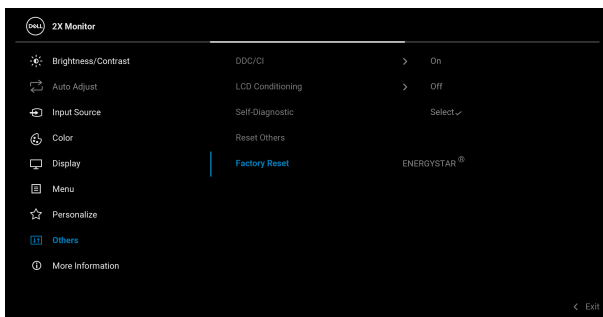 DELL 2X Monitor
Brightness/Contrast
Auto Adjust
Input Source
Color
Display
Menu
Personalize
Others
More Information
DDC/CI > On
LCD Conditioning > Off
Self-Diagnostic Select✓
Reset Others
Factory Reset ENERGYSTAR ®
< Exit